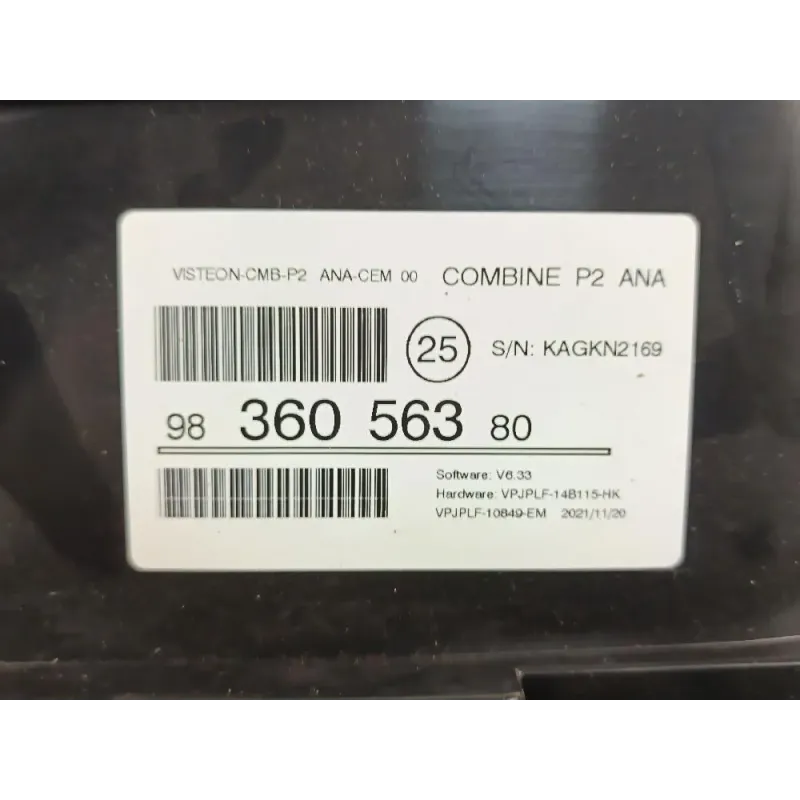 VISTEON-CMB-P2 ANA-CEM 00 COMBINE P2 ANA
25 S/N: KAGKN2169
98 360 563 80
Software: V6.33
Hardware: VPJPLF-14B115-HK
VPJPLF-10849-EM 2021/11/20